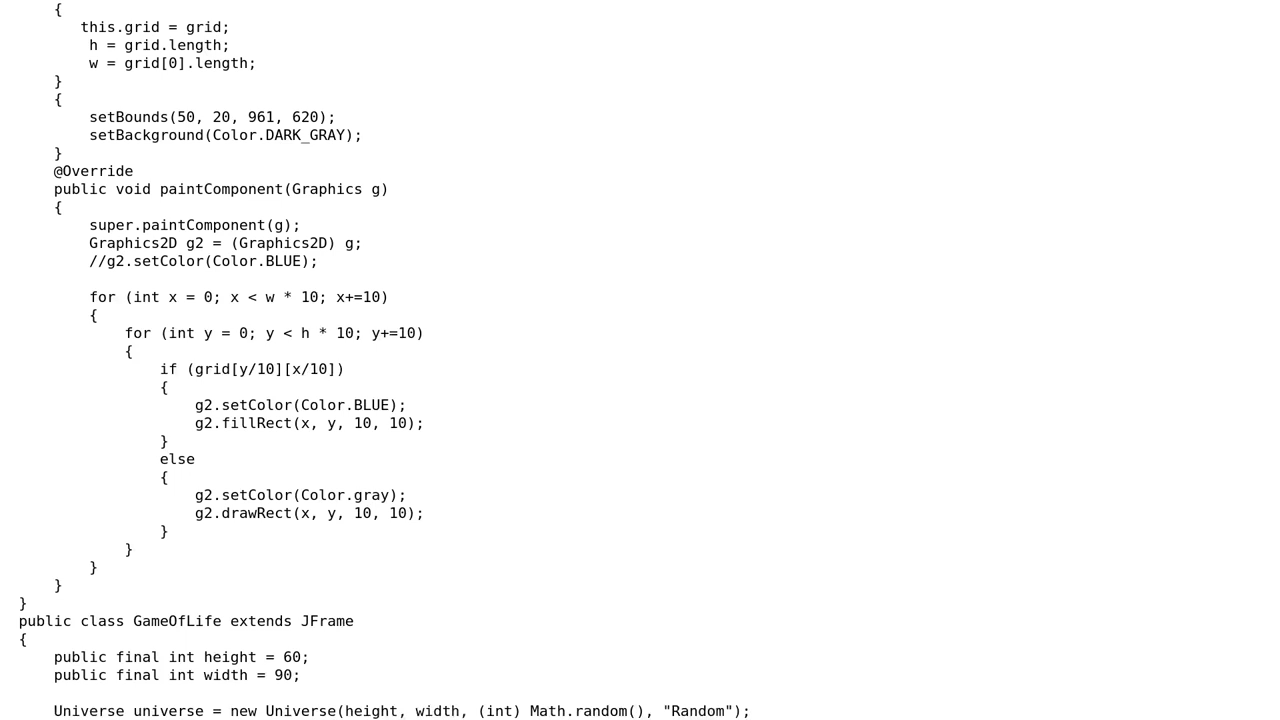 {
       this.grid = grid;
        h = grid.length;
        w = grid[0].length;
    }
    {
        setBounds(50, 20, 961, 620);
        setBackground(Color.DARK_GRAY);
    }
    @Override
    public void paintComponent(Graphics g)
    {
        super.paintComponent(g);
        Graphics2D g2 = (Graphics2D) g;
        //g2.setColor(Color.BLUE);

        for (int x = 0; x < w * 10; x+=10)
        {
            for (int y = 0; y < h * 10; y+=10)
            {
                if (grid[y/10][x/10])
                {
                    g2.setColor(Color.BLUE);
                    g2.fillRect(x, y, 10, 10);
                }
                else
                {
                    g2.setColor(Color.gray);
                    g2.drawRect(x, y, 10, 10);
                }
            }
        }
    }
}
public class GameOfLife extends JFrame
{
    public final int height = 60;
    public final int width = 90;

    Universe universe = new Universe(height, width, (int) Math.random(), "Random");